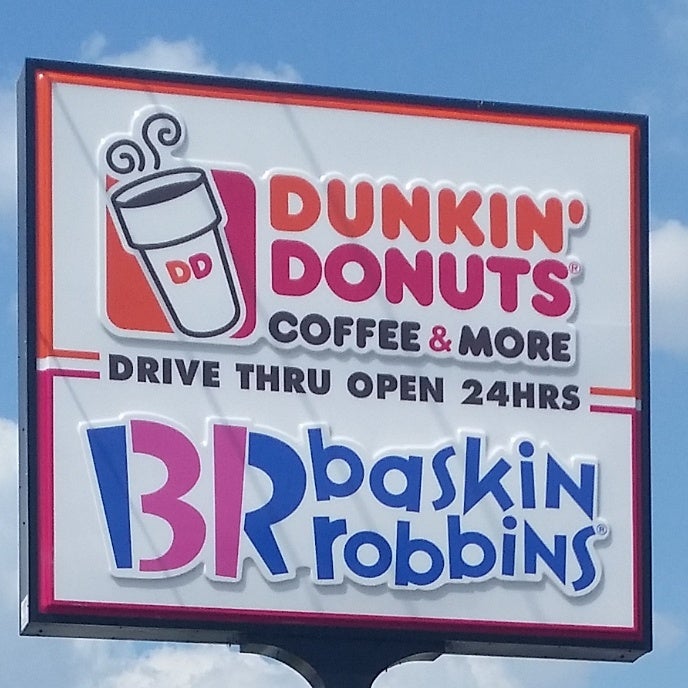 DD
DUNKIN'
DONUTS®
COFFEE & MORE
DRIVE THRU OPEN 24HRS
BR
baskin
robbins®